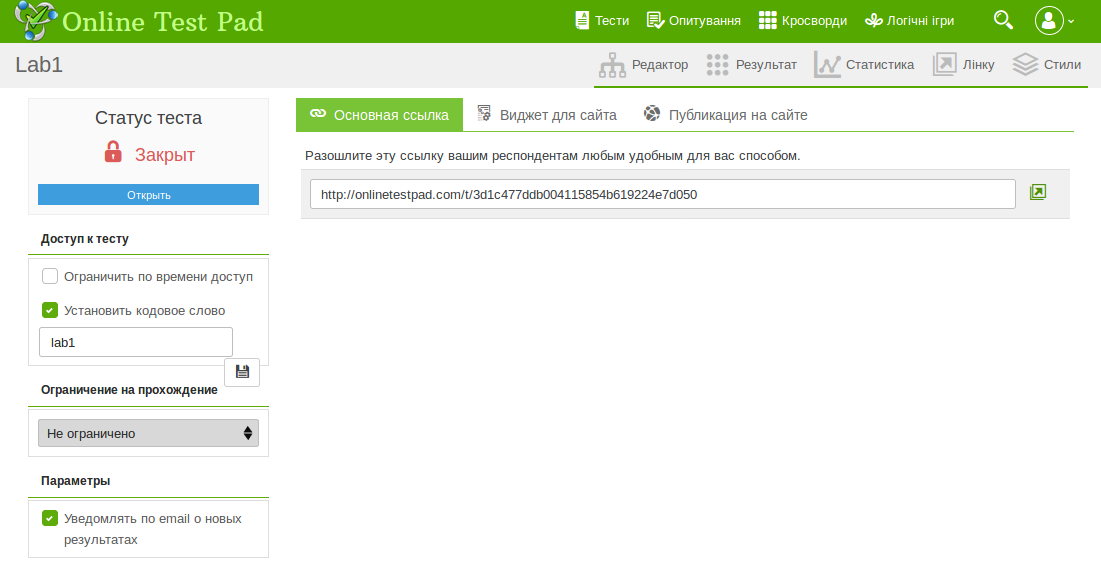 Online Test Pad
Тести Опитування Кросворди Логічні ігри
Lab1
Редактор Результат Статистика Лінку Стили
Статус теста
Закрыт
Открыть
Доступ к тесту
Ограничить по времени доступ
Установить кодовое слово
lab1
Ограничение на прохождение
Не ограничено
Параметры
Уведомлять по email о новых
результатах
Основная ссылка Виджет для сайта Публикация на сайте
Разошлите эту ссылку вашим респондентам любым удобным для вас способом.
http://onlinetestpad.com/t/3d1c477ddb004115854b619224e7d050